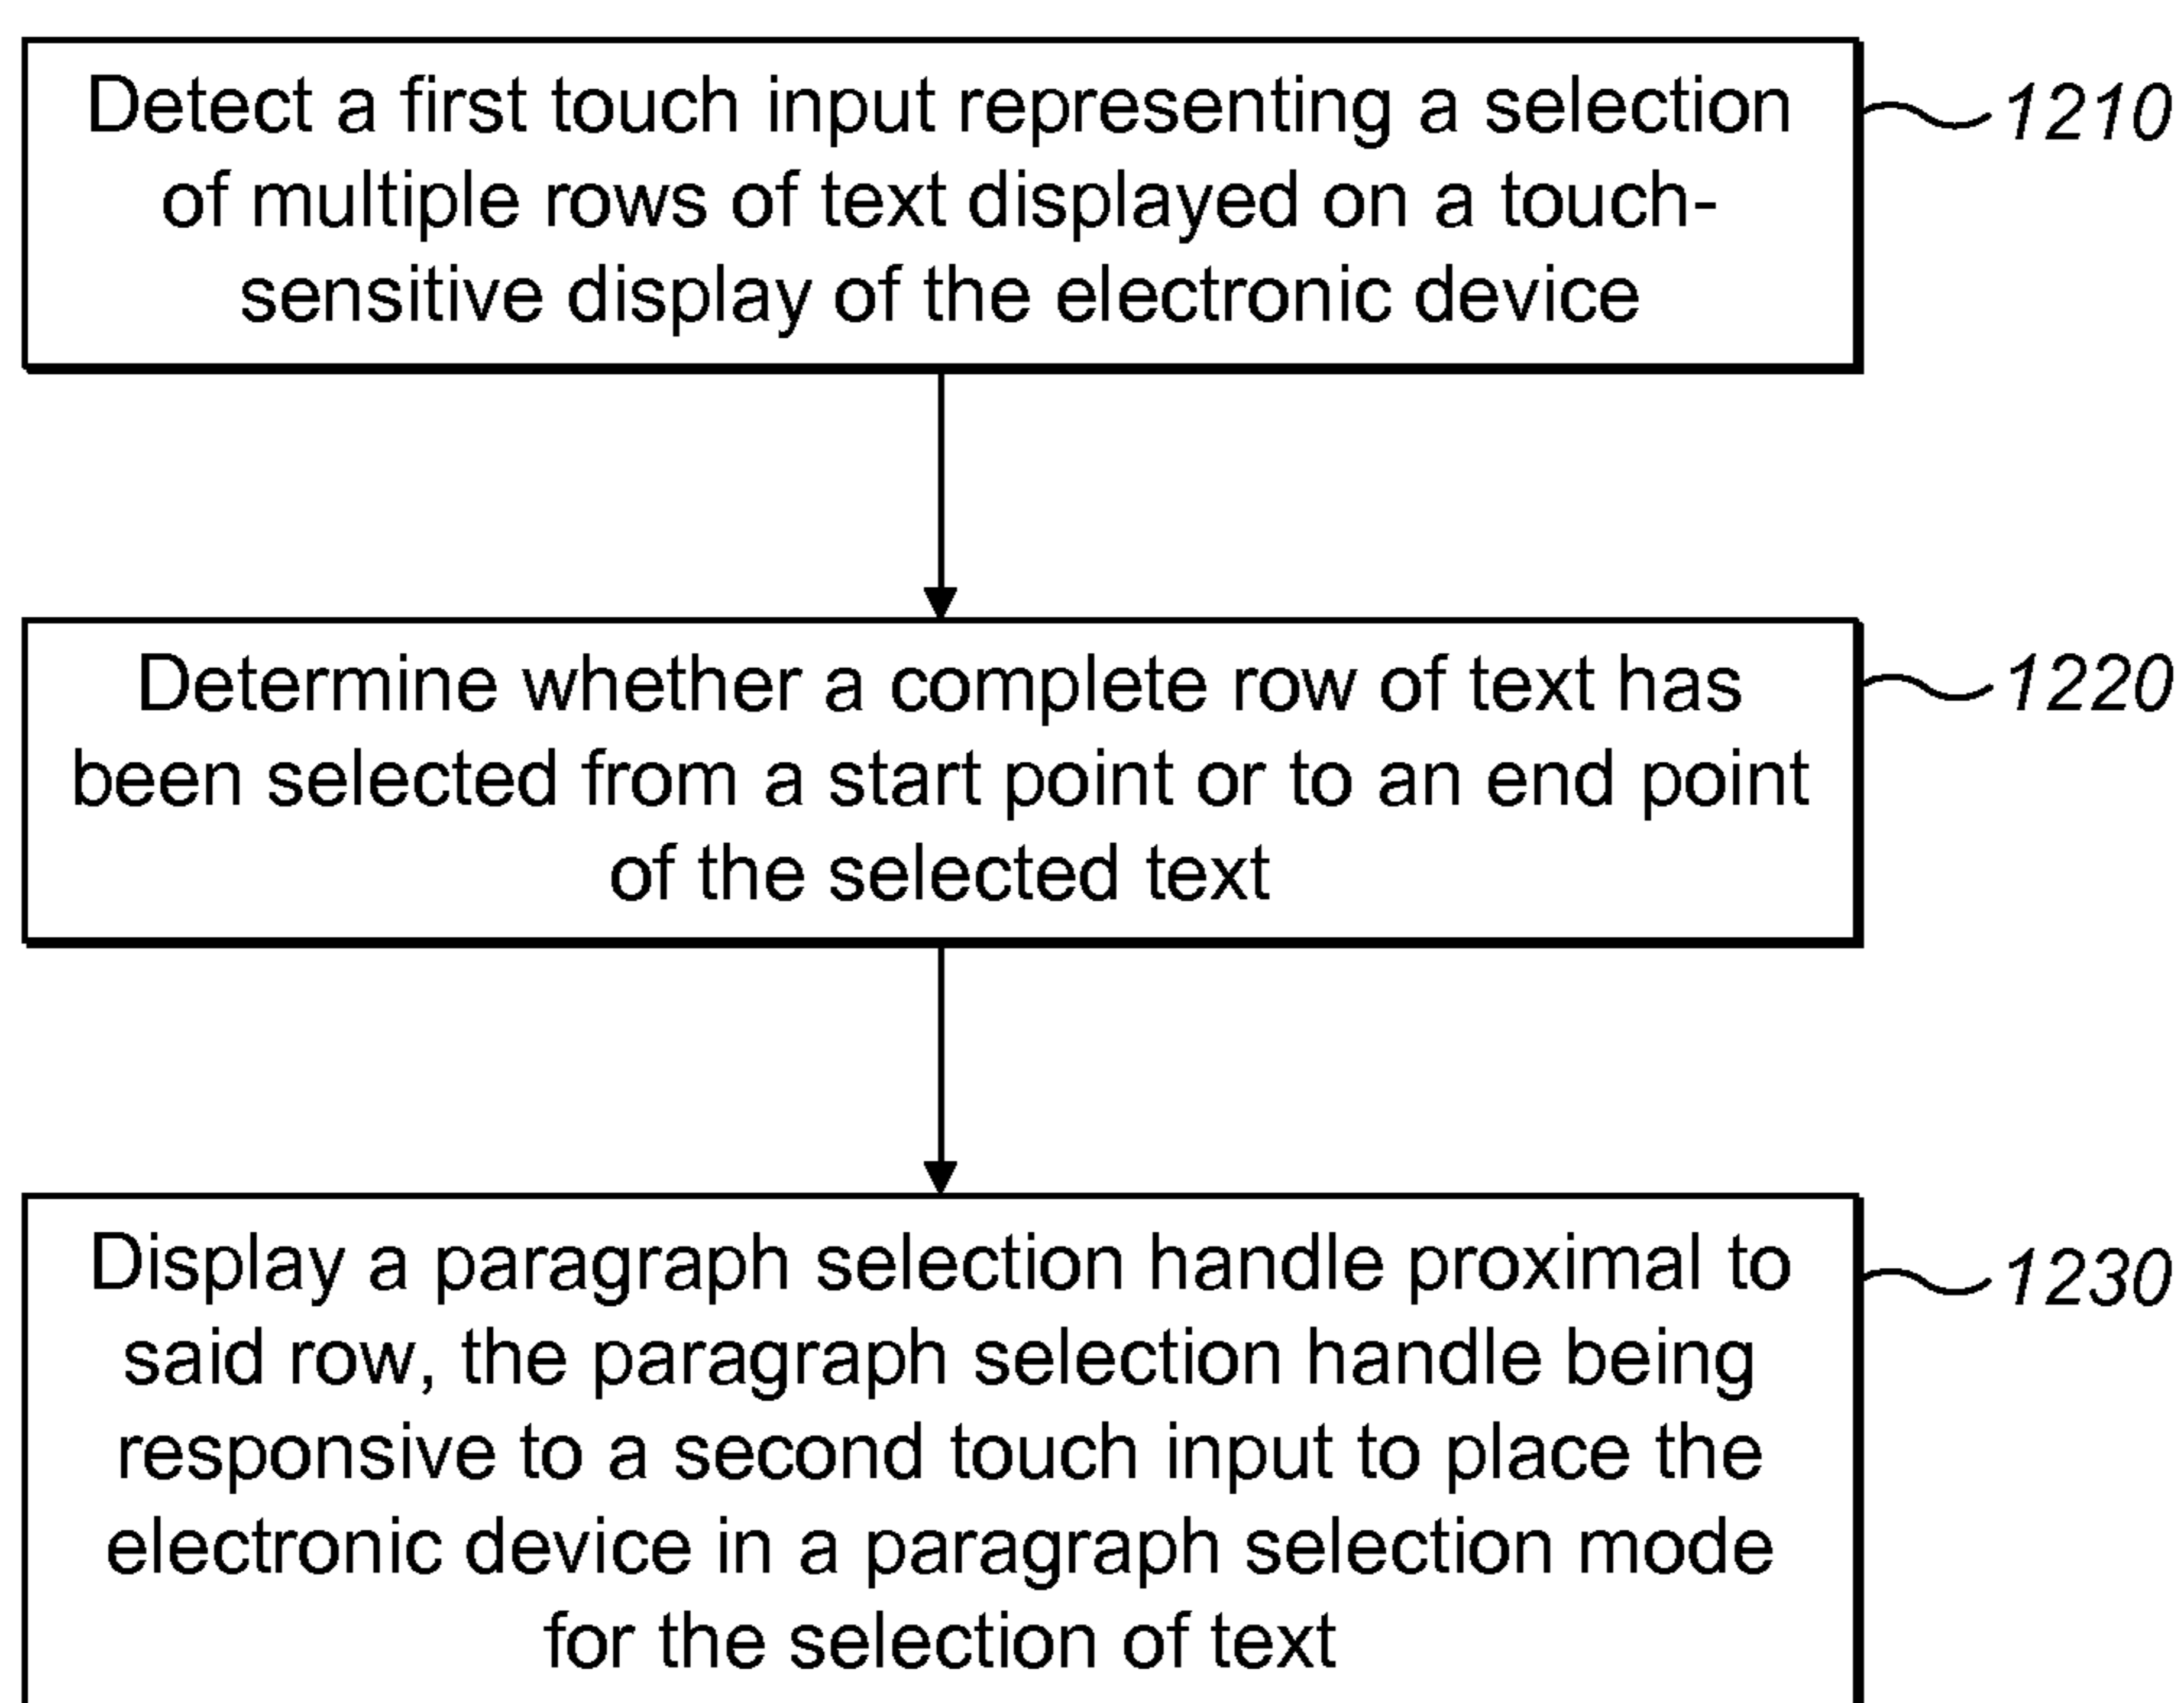 Detect a first touch input representing a selection
of multiple rows of text displayed on a touch-
sensitive display of the electronic device
1210
Determine whether a complete row of text has
been selected from a start point or to an end point
of the selected text
1220
Display a paragraph selection handle proximal to
said row, the paragraph selection handle being
responsive to a second touch input to place the
electronic device in a paragraph selection mode
for the selection of text
1230